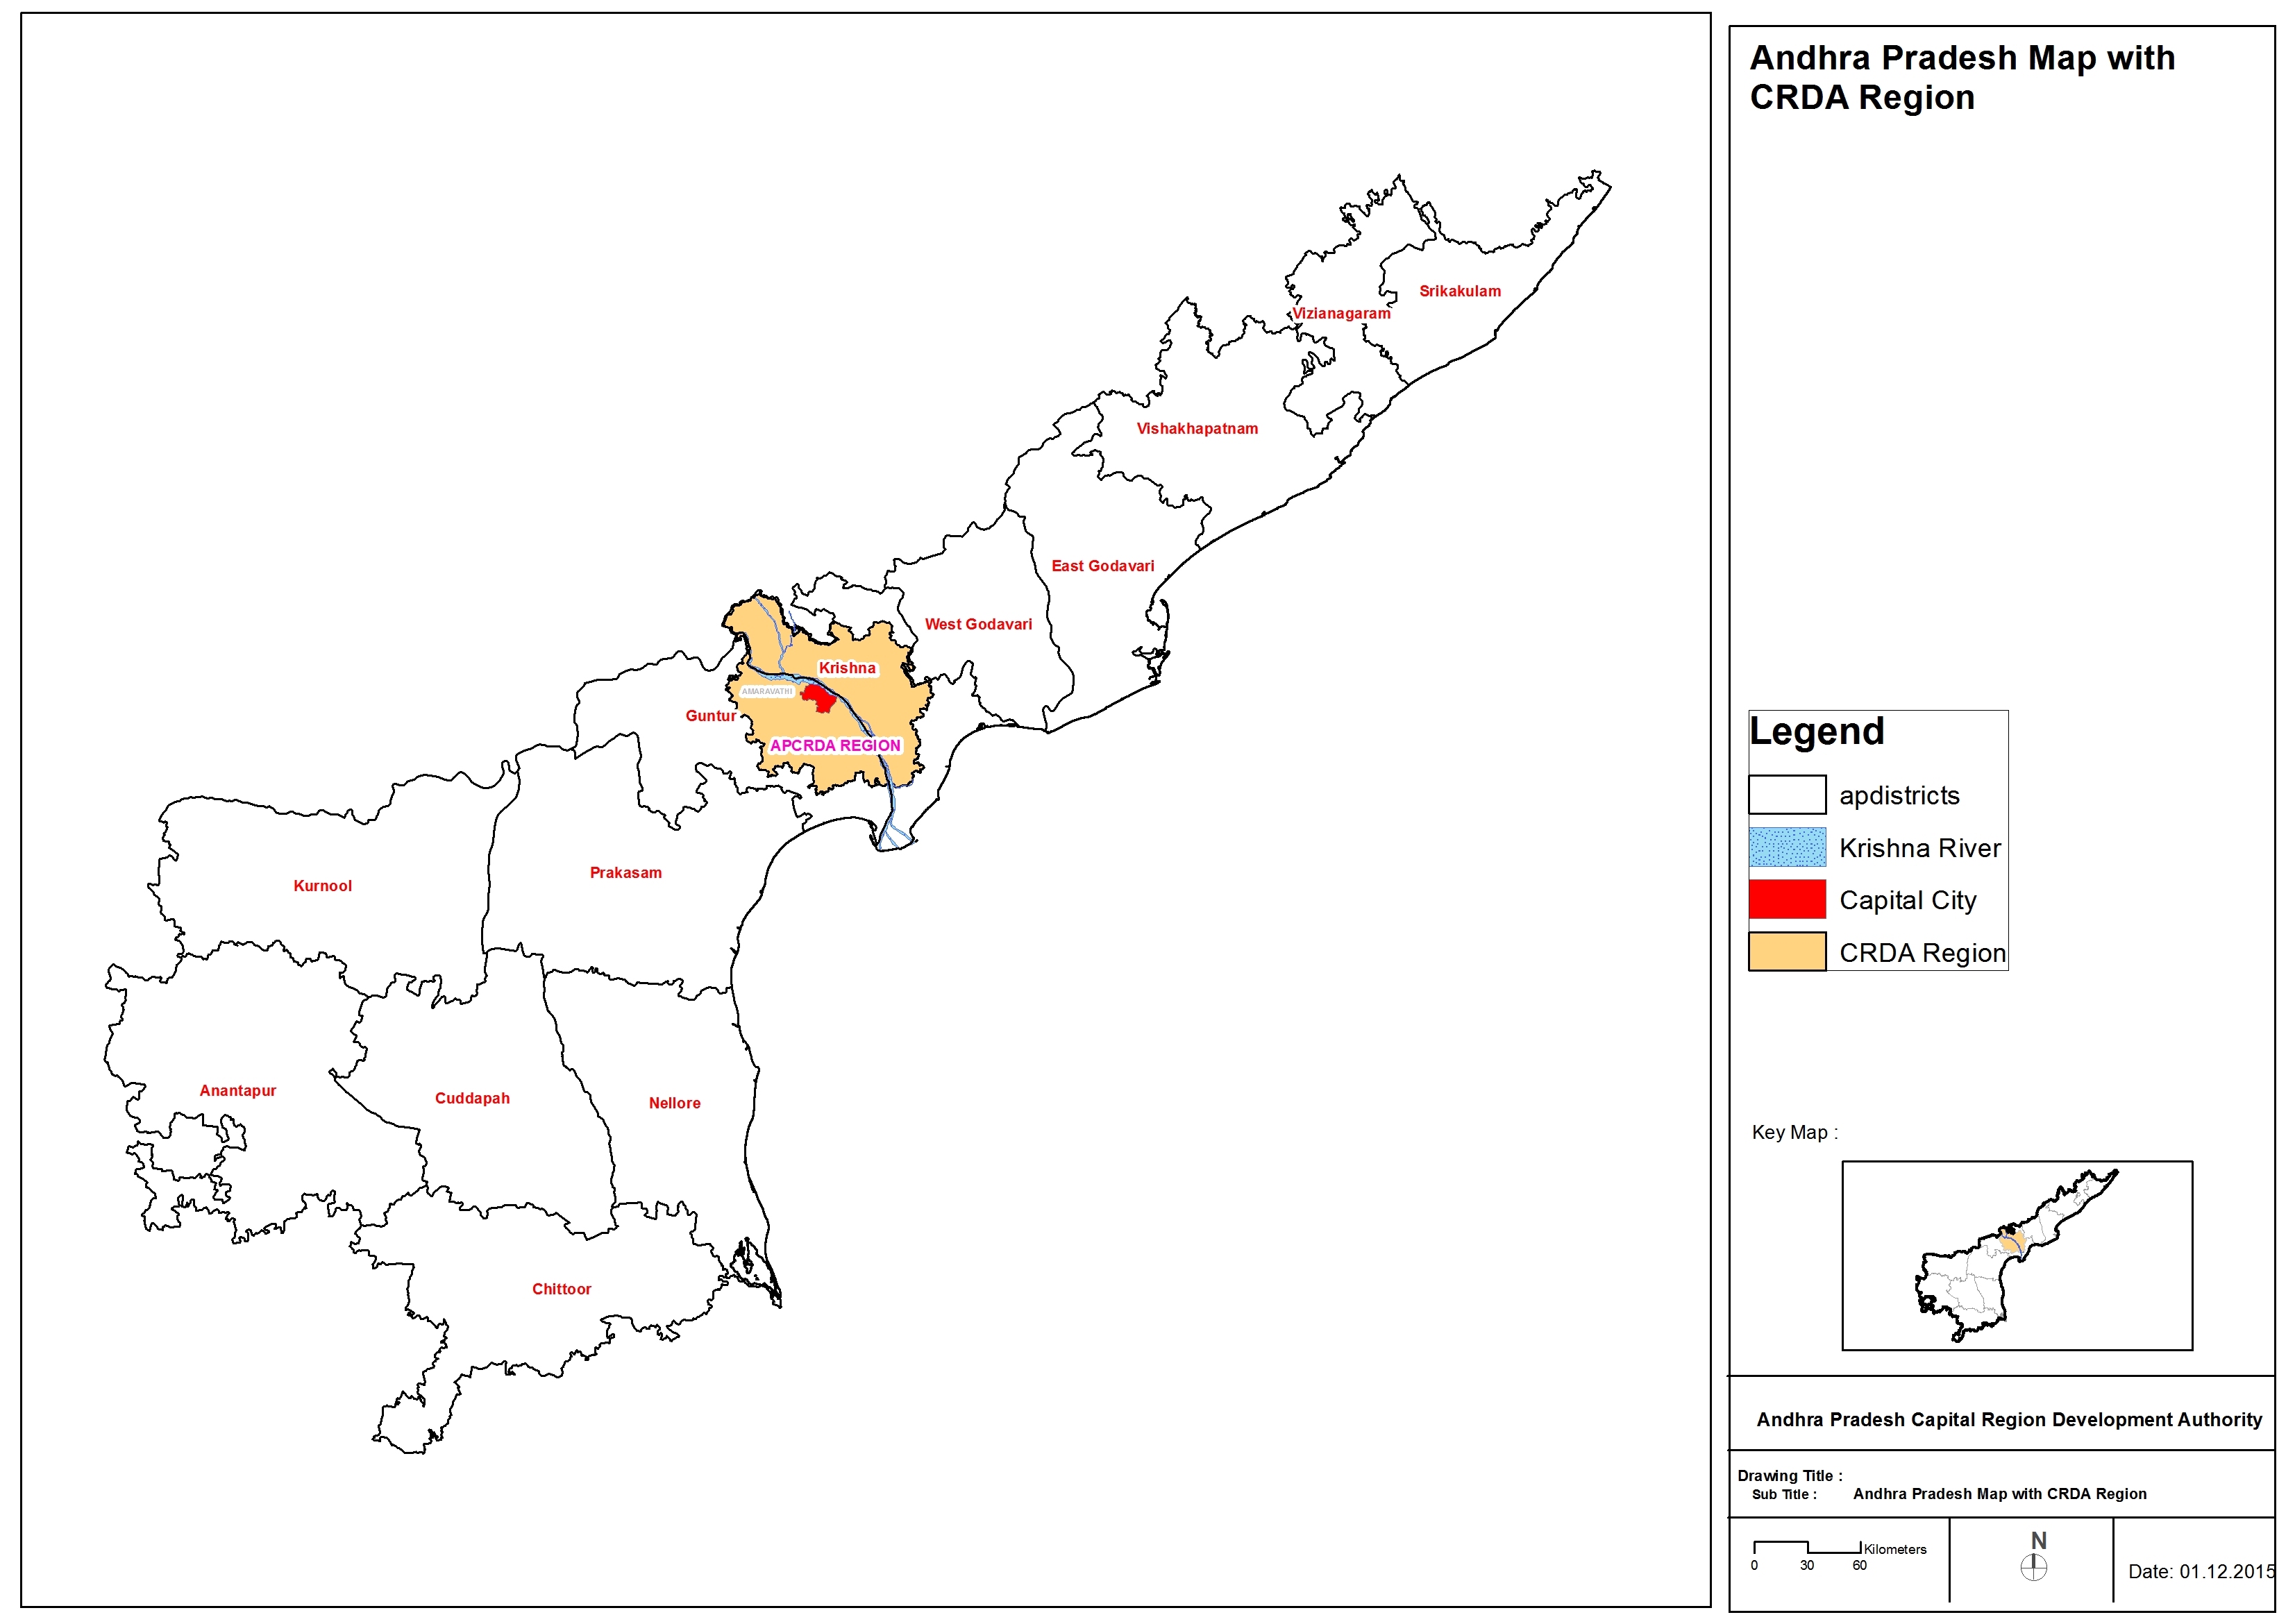 Andhra Pradesh Map with
CRDA Region
Srikakulam
Vizianagaram
Vishakhapatnam
East Godavari
West Godavari
Krishna
AMARAVATHI
Guntur
APCRDA REGION
Prakasam
Kurnool
Anantapur
Cuddapah
Nellore
Chittoor
Legend
apdistricts
Krishna River
Capital City
CRDA Region
Key Map :
Andhra Pradesh Capital Region Development Authority
Drawing Title :
Sub Title : Andhra Pradesh Map with CRDA Region
Kilometers
0 30 60
N
Date: 01.12.2015